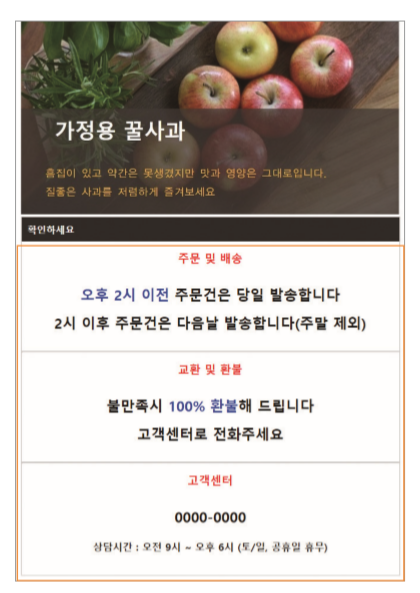 가정용 꿀사과
흠집이 있고 약간은 못생겼지만 맛과 영양은 그대로입니다.
질좋은 사과를 저렴하게 즐겨보세요
확인하세요
주문 및 배송
오후 2시 이전 주문건은 당일 발송합니다
2시 이후 주문건은 다음날 발송합니다(주말 제외)
교환 및 환불
불만족시 100% 환불해 드립니다
고객센터로 전화주세요
고객센터
0000-0000
상담시간 : 오전 9시 ~ 오후 6시 (토/일, 공휴일 휴무)